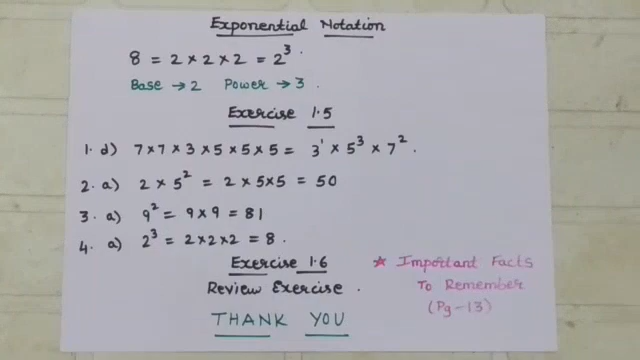 Exponential Notation
8 = 2 × 2 × 2 = 2³.
Base → 2 Power → 3.
Exercise 1.5
1. d) 7×7×3×5×5×5 = 3¹ × 5³ × 7².
2. a) 2 × 5² = 2 × 5×5 = 50
3. a) 9² = 9×9 = 81
4. a) 2³ = 2×2×2 = 8.
Exercise 1.6
Review Exercise.
THANK YOU
★ Important Facts
To Remember
(Pg-13)